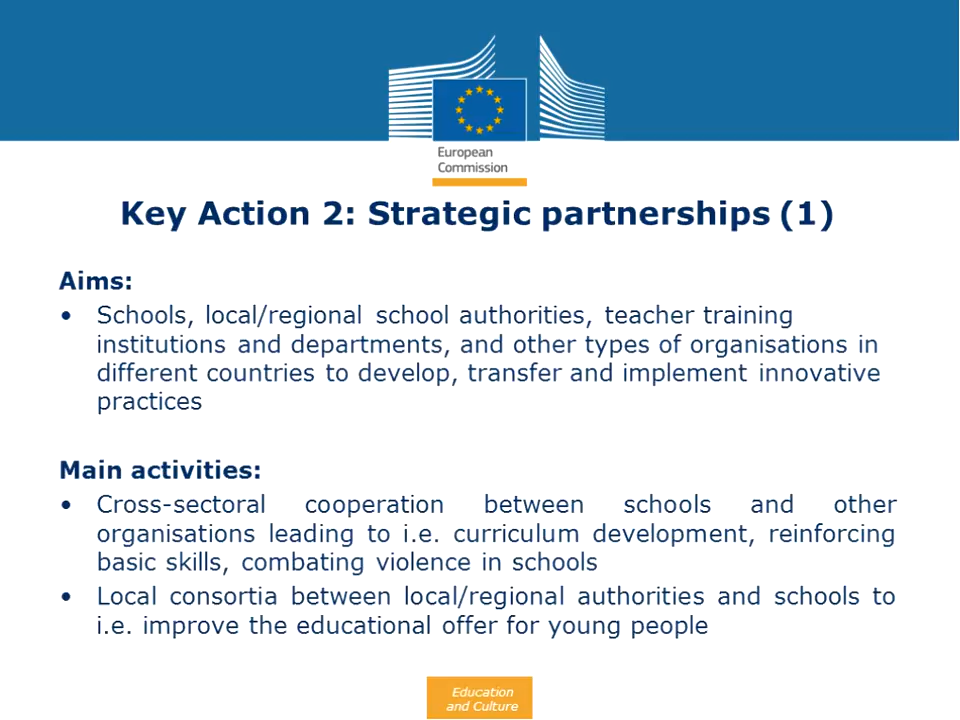 European
Commission
Key Action 2: Strategic partnerships (1)
Aims:
• Schools, local/regional school authorities, teacher training
institutions and departments, and other types of organisations in
different countries to develop, transfer and implement innovative
practices
Main activities:
• Cross-sectoral cooperation between schools and other
organisations leading to i.e. curriculum development, reinforcing
basic skills, combating violence in schools
• Local consortia between local/regional authorities and schools to
i.e. improve the educational offer for young people
Education
and Culture